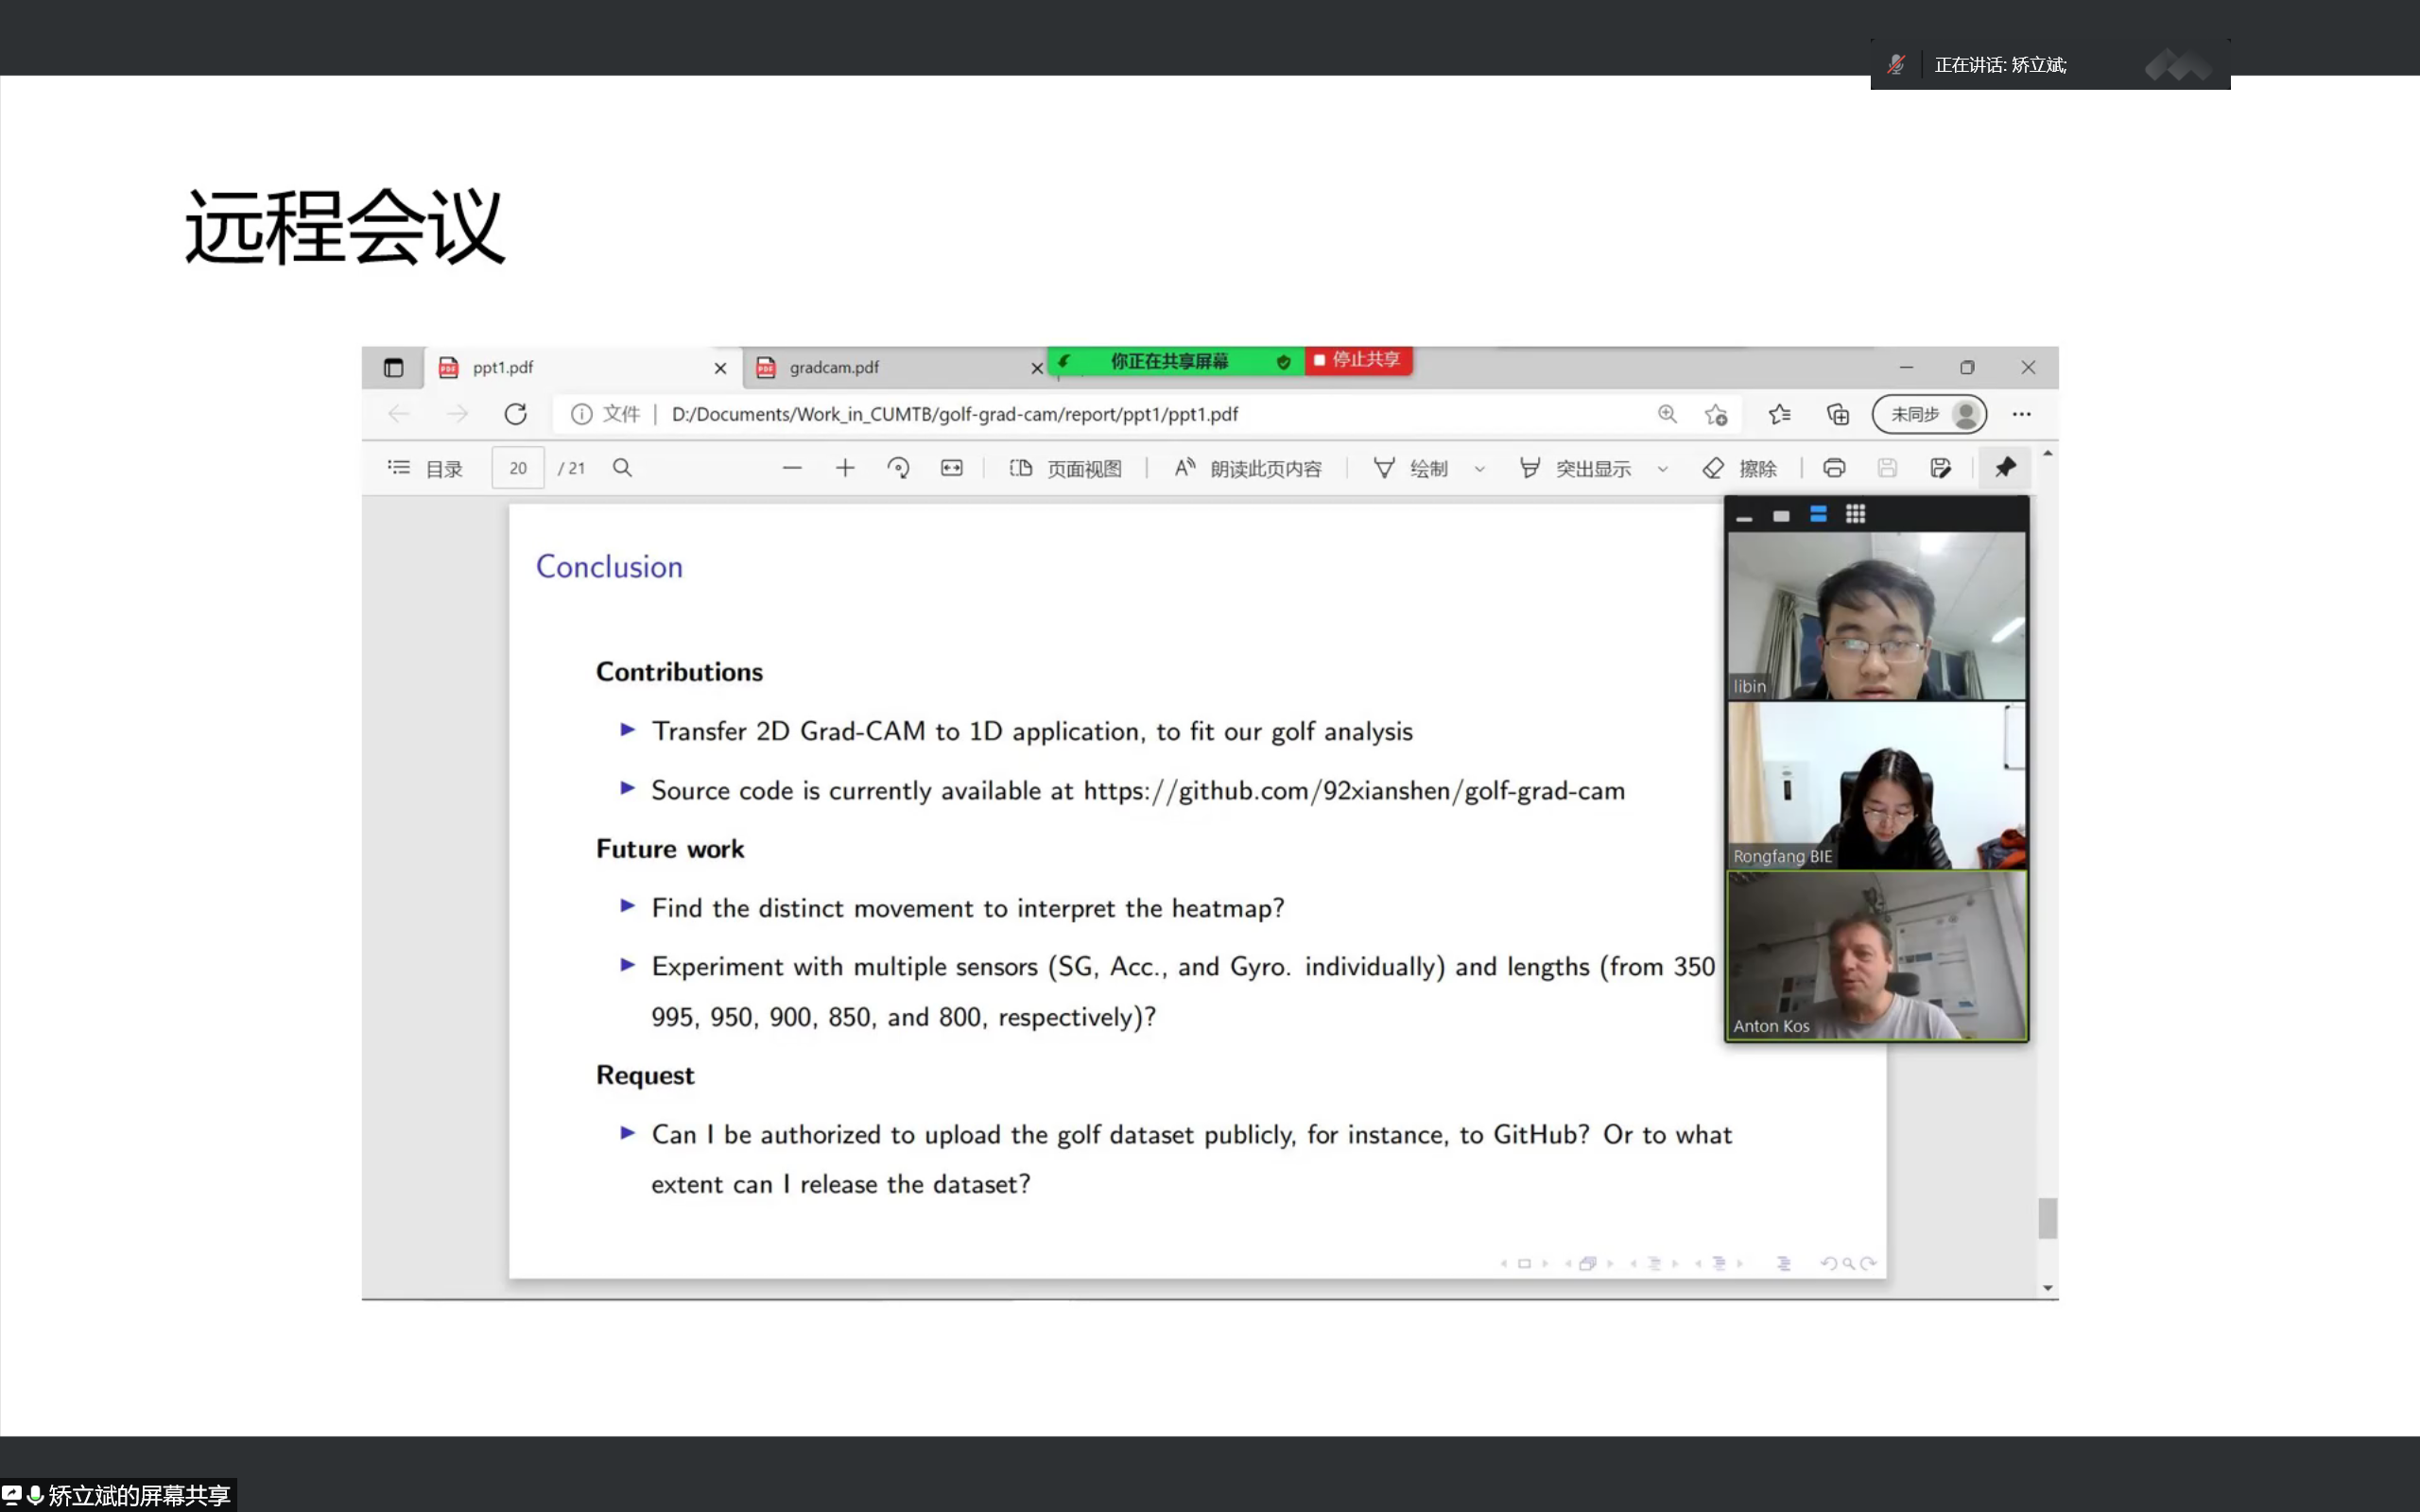 正在讲话: 矫立斌;
远程会议
ppt1.pdf
gradcam.pdf
你正在共享屏幕
停止共享
文件
D:/Documents/Work_in_CUMTB/golf-grad-cam/report/ppt1/ppt1.pdf
未同步
目录
20
/ 21
页面视图
朗读此页内容
绘制
突出显示
擦除
Conclusion
Contributions
Transfer 2D Grad-CAM to 1D application, to fit our golf analysis
Source code is currently available at https://github.com/92xianshen/golf-grad-cam
Future work
Find the distinct movement to interpret the heatmap?
Experiment with multiple sensors (SG, Acc., and Gyro. individually) and lengths (from 350
995, 950, 900, 850, and 800, respectively)?
Request
Can I be authorized to upload the golf dataset publicly, for instance, to GitHub? Or to what
extent can I release the dataset?
libin
Rongfang BIE
Anton Kos
矫立斌的屏幕共享